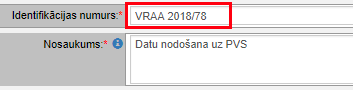 Identifikācijas numurs:* VRAA 2018/78
Nosaukums:* Datu nodošana uz PVS